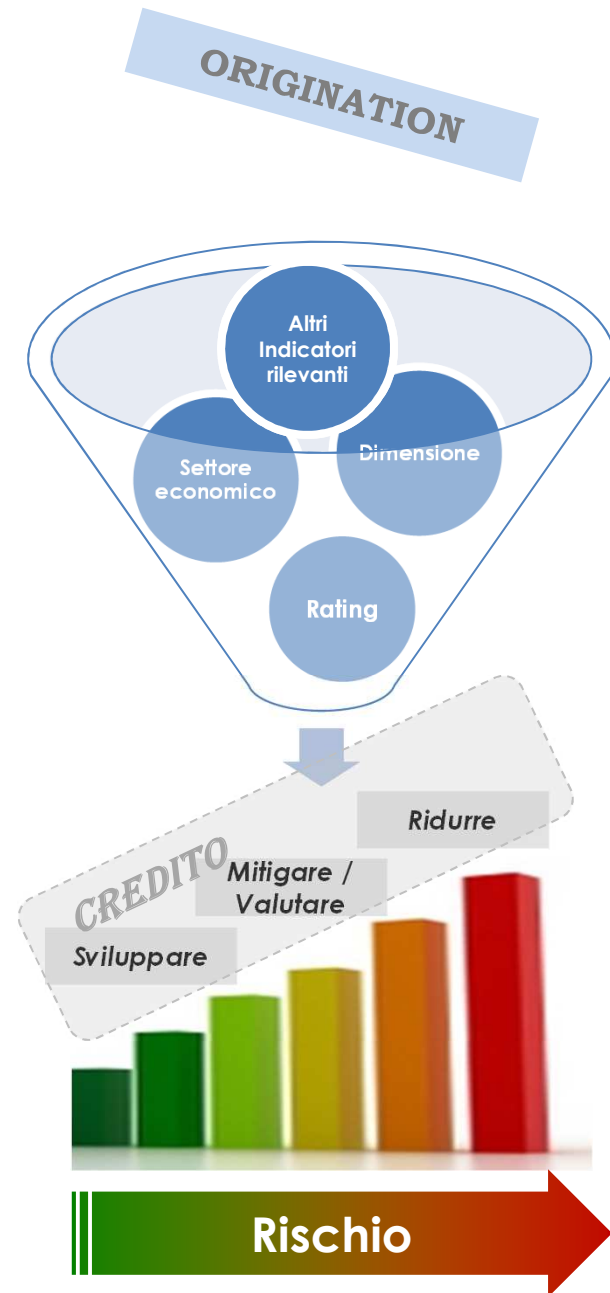 ORIGINATION
Altri
Indicatori
rilevanti
Settore
economico
Dimensione
Rating
Ridurre
CREDITO
Mitigare /
Valutare
Sviluppare
Rischio